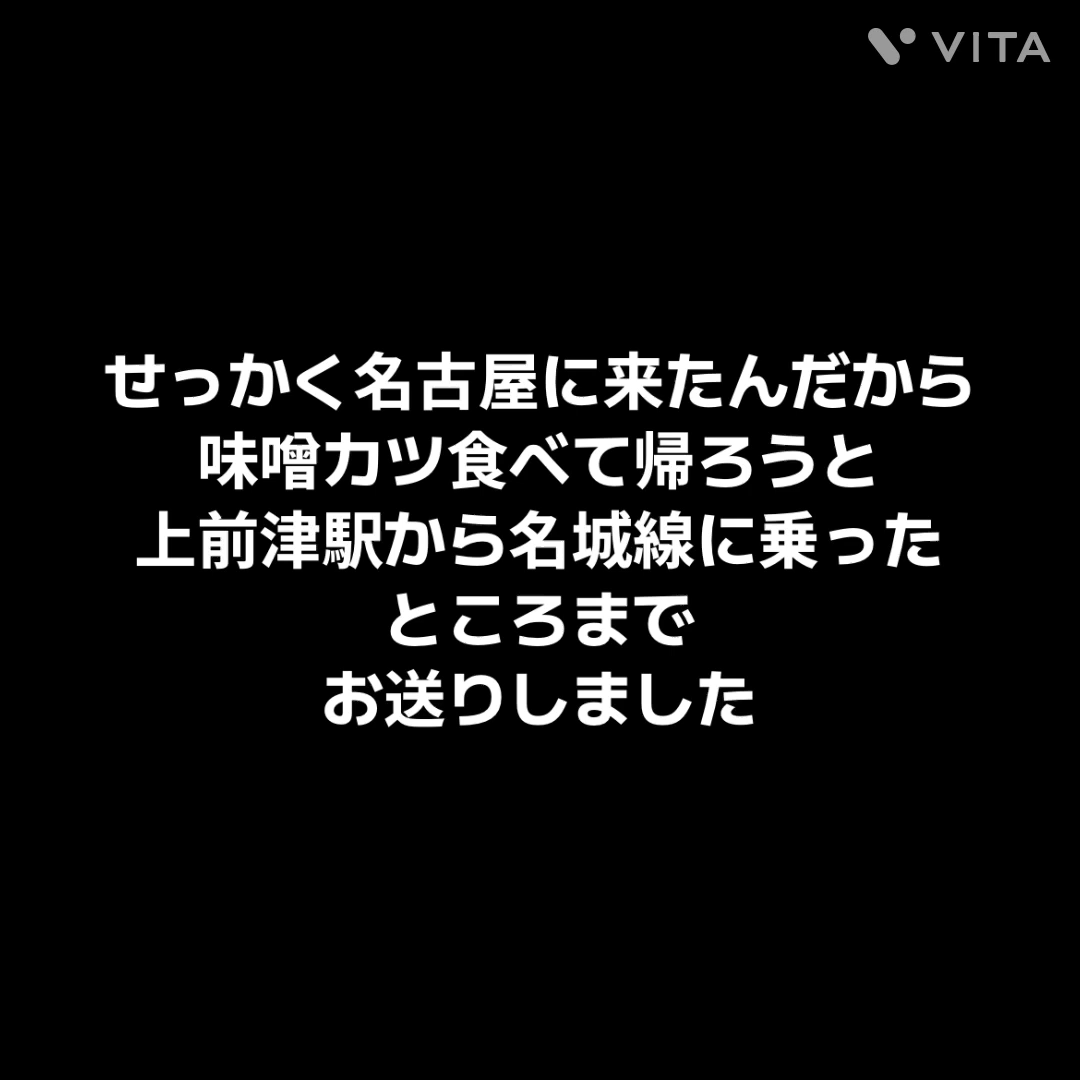 VITA
せっかく名古屋に来たんだから
味噌カツ食べて帰ろうと
上前津駅から名城線に乗った
ところまで
お送りしました